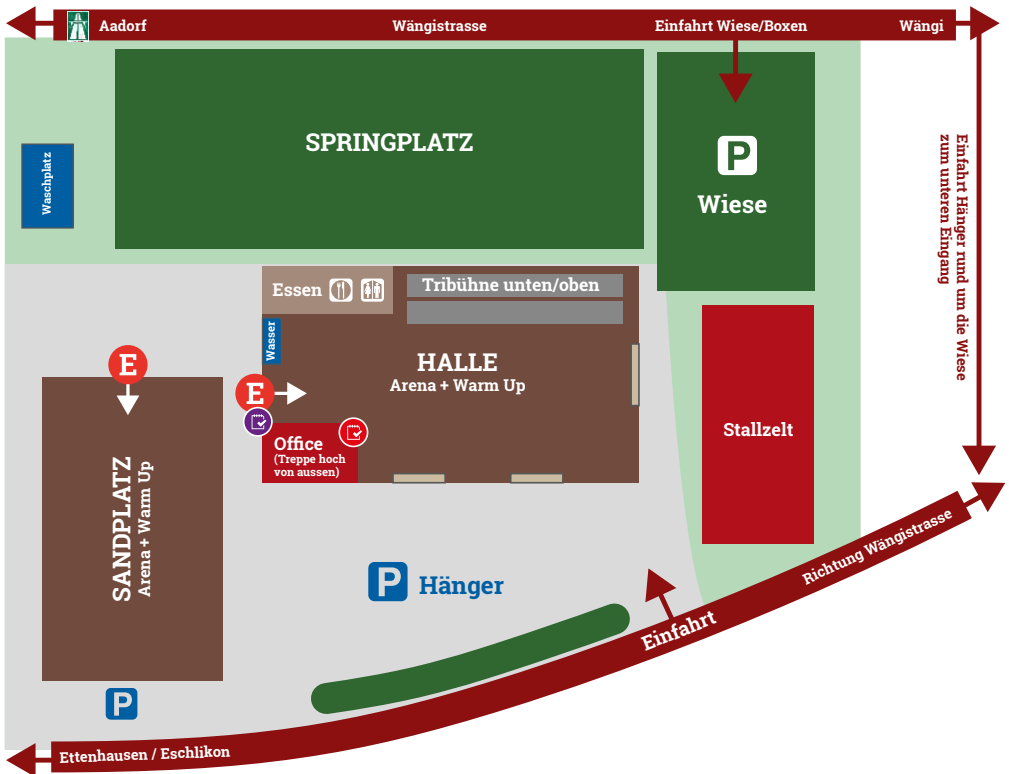 Aadorf
Wängistrasse
Einfahrt Wiese/Boxen
Wängi
SPRINGPLATZ
P
Wiese
Waschplatz
Einfahrt Hänger rund um die Wiese
zum unteren Eingang
Essen
Tribühne unten/oben
Wasser
HALLE
Arena + Warm Up
E
E
Office
(Treppe hoch
von aussen)
Stallzelt
SANDPLATZ
Arena + Warm Up
P
Hänger
P
Einfahrt
Richtung Wängistrasse
Ettenhausen / Eschlikon